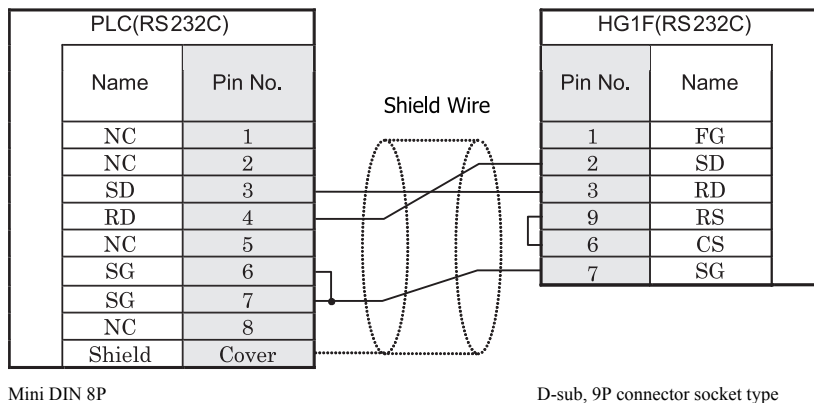 PLC(RS232C)
HG1F(RS232C)
Name Pin No.
Pin No. Name
Shield Wire
NC 1
NC 2
SD 3
RD 4
NC 5
SG 6
SG 7
NC 8
Shield Cover
1 FG
2 SD
3 RD
9 RS
6 CS
7 SG
Mini DIN 8P
D-sub, 9P connector socket type